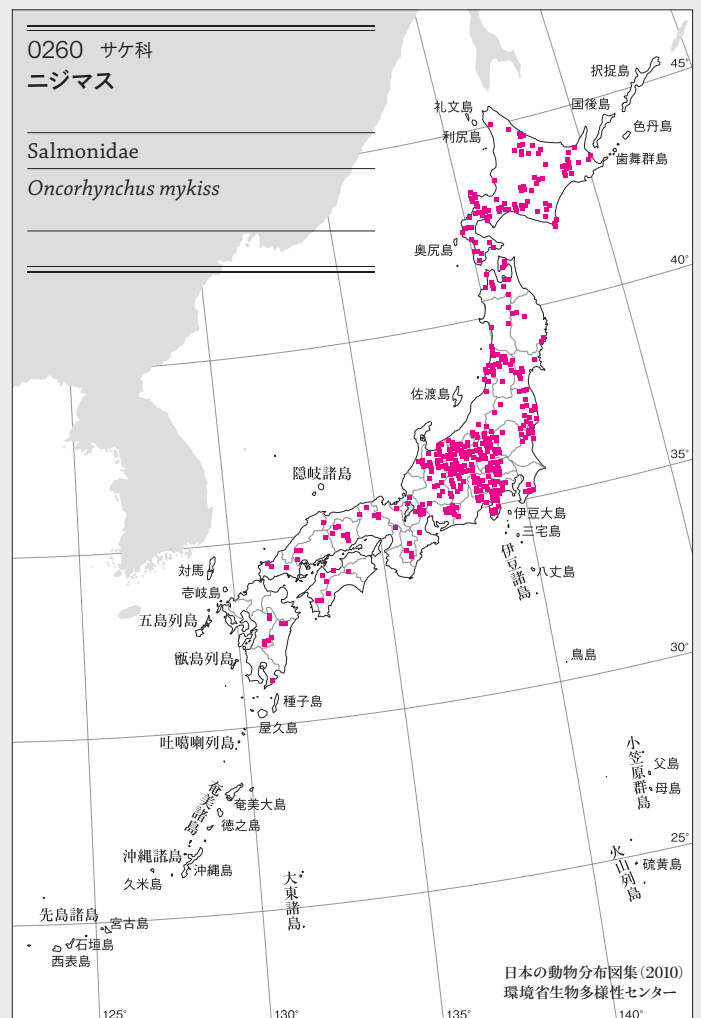 0260 サケ科
ニジマス
Salmonidae
Oncorhynchus mykiss
択捉島
45°
礼文島
国後島
利尻島
色丹島
歯舞群島
奥尻島
40°
佐渡島
35°
隠岐諸島
伊豆大島
三宅島
伊豆諸島
八丈島
対馬
壱岐島
五島列島
甑島列島
鳥島
30°
種子島
屋久島
吐噶喇列島
小笠原群島
父島
母島
奄美諸島
奄美大島
徳之島
沖縄諸島
沖縄島
久米島
25°
火山列島
硫黄島
大東諸島
先島諸島
宮古島
石垣島
西表島
日本の動物分布図集(2010)
環境省生物多様性センター
125°
130°
135°
140°